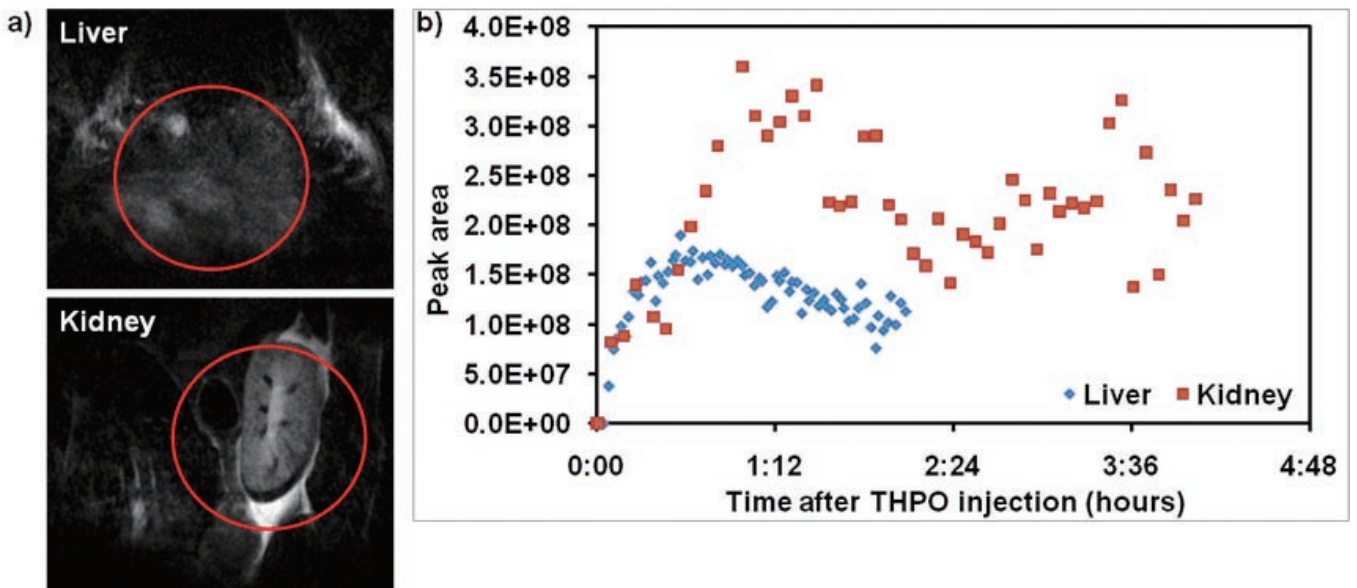 a)
Liver
Kidney
b)
4.0E+08
3.5E+08
3.0E+08
2.5E+08
2.0E+08
1.5E+08
1.0E+08
5.0E+07
0.0E+00
Peak area
Liver Kidney
0:00 1:12 2:24 3:36 4:48
Time after THPO injection (hours)